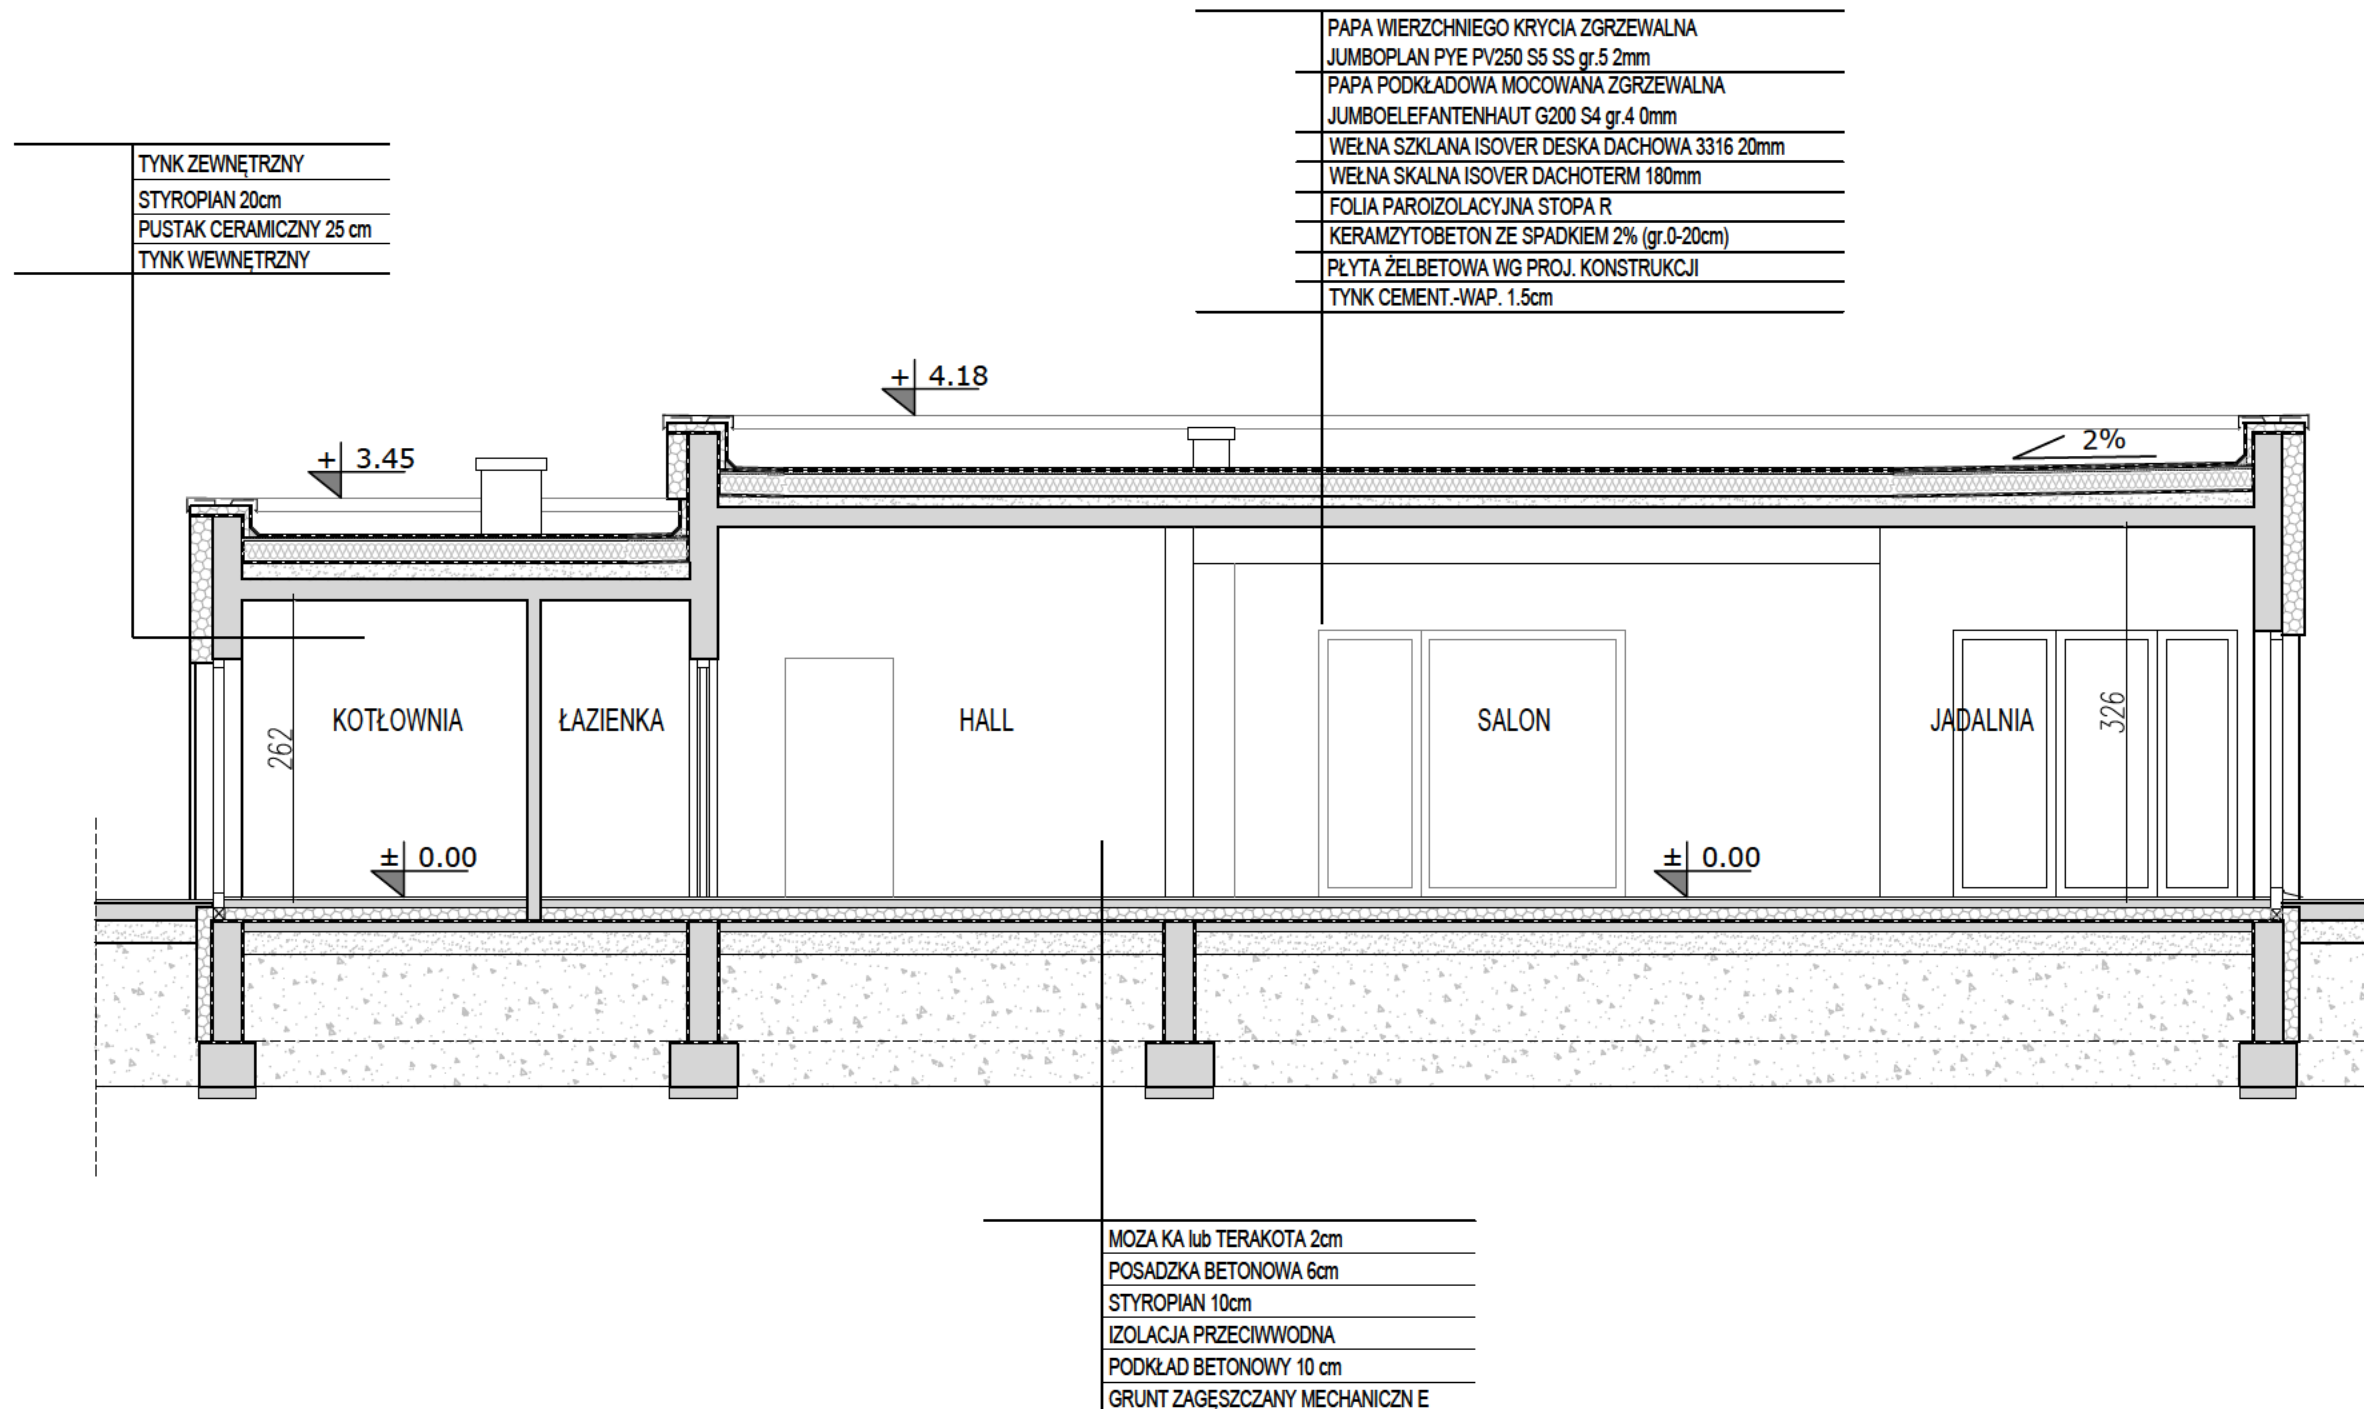 PAPA WIERZCHNIEGO KRYCIA ZGRZEWALNA
JUMBOPLAN PYE PV250 S5 SS gr.5 2mm
PAPA PODKŁADOWA MOCOWANA ZGRZEWALNA
JUMBOELEFANTENHAUT G200 S4 gr.4 0mm
WEŁNA SZKLANA ISOVER DESKA DACHOWA 3316 20mm
WEŁNA SKALNA ISOVER DACHOTERM 180mm
FOLIA PAROIZOLACYJNA STOPA R
KERAMZYTOBETON ZE SPADKIEM 2% (gr.0-20cm)
PŁYTA ŻELBETOWA WG PROJ. KONSTRUKCJI
TYNK CEMENT.-WAP. 1.5cm
TYNK ZEWNĘTRZNY
STYROPIAN 20cm
PUSTAK CERAMICZNY 25 cm
TYNK WEWNĘTRZNY
+ 4.18
+ 3.45
2%
KOTŁOWNIA
ŁAZIENKA
HALL
SALON
JADALNIA
262
326
± 0.00
± 0.00
MOZA KA lub TERAKOTA 2cm
POSADZKA BETONOWA 6cm
STYROPIAN 10cm
IZOLACJA PRZECIWWODNA
PODKŁAD BETONOWY 10 cm
GRUNT ZAGĘSZCZANY MECHANICZN E